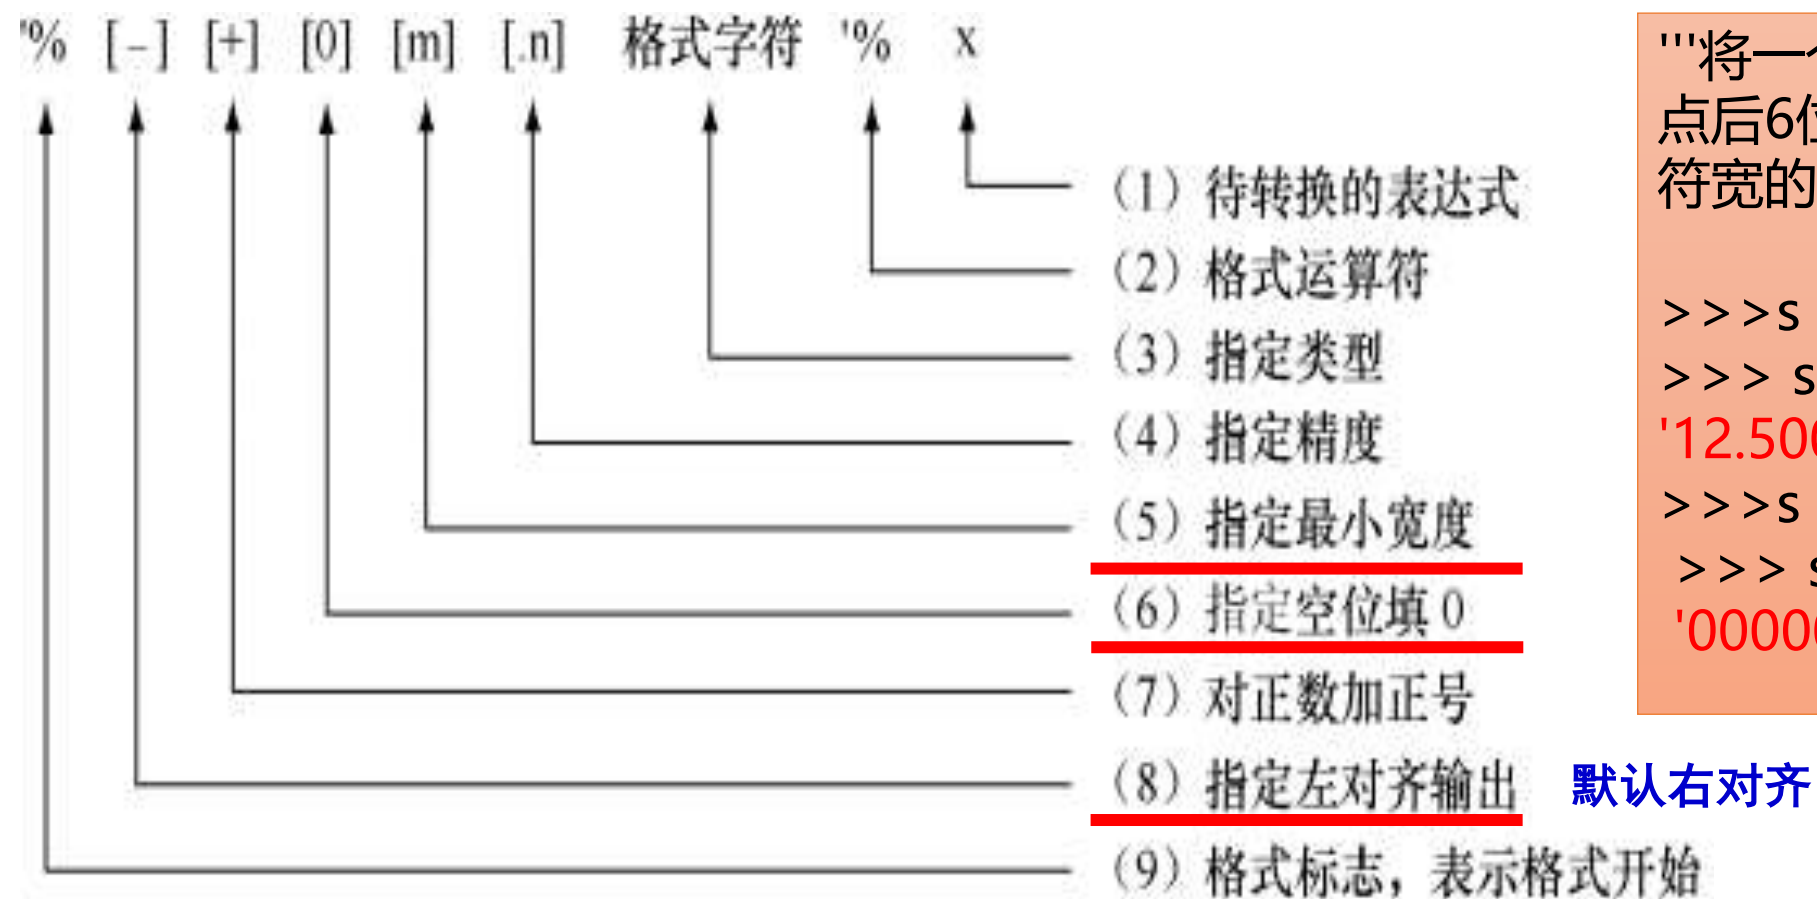 '% [-] [+] [0] [m] [.n] 格式字符 '% x
(1) 待转换的表达式
(2) 格式运算符
(3) 指定类型
(4) 指定精度
(5) 指定最小宽度
(6) 指定空位填 0
(7) 对正数加正号
(8) 指定左对齐输出
默认右对齐
(9) 格式标志，表示格式开始
'''将一
点后6
符宽的
>>>s
>>> s
'12.500
>>>s
>>> s
'00000